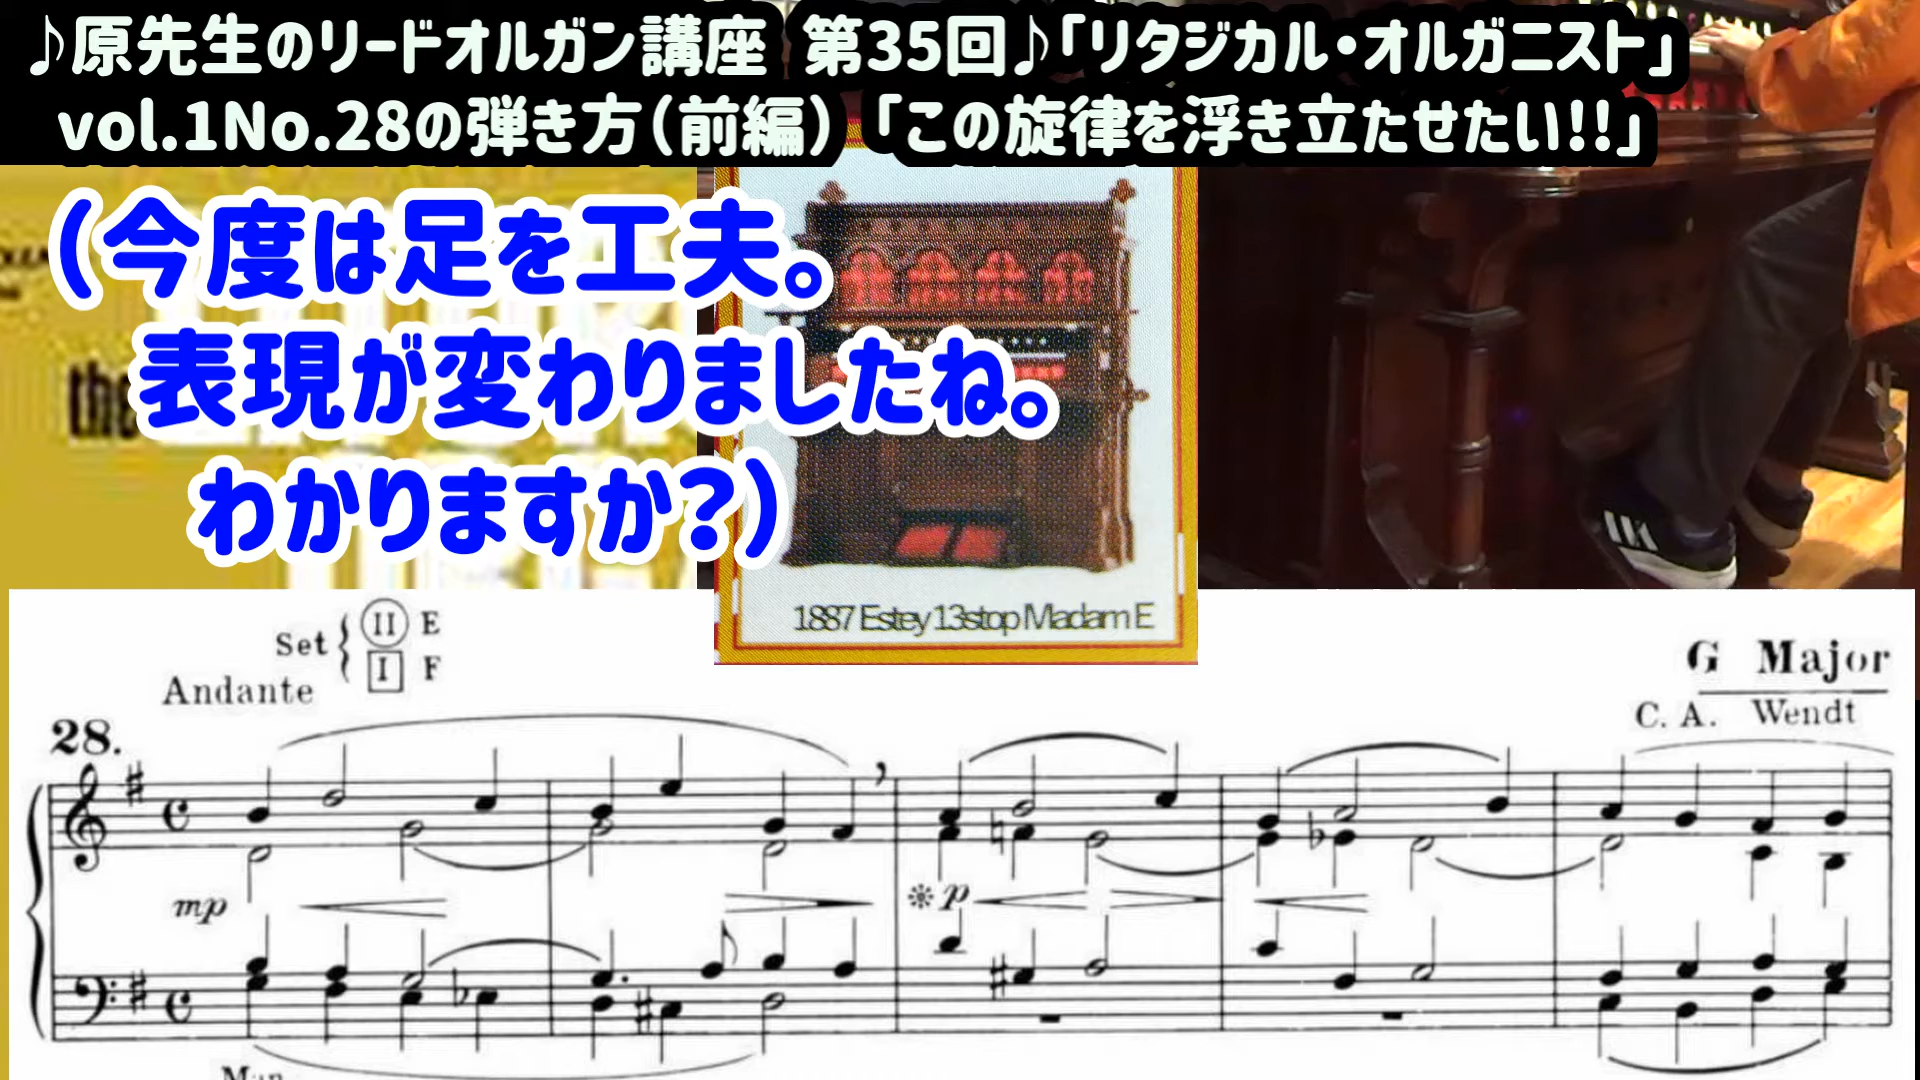 ♪原先生のリードオルガン講座 第35回♪「リタジカル・オルガニスト」
vol.1No.28の弾き方（前編）「この旋律を浮き立たせたい!!」
（今度は足を工夫。
表現が変わりましたね。
わかりますか？）
the
1887 Estey 13stop Madam E
Set { II E
I F
Andante
G Major
C. A. Wendt
28.
mp
※p
Man